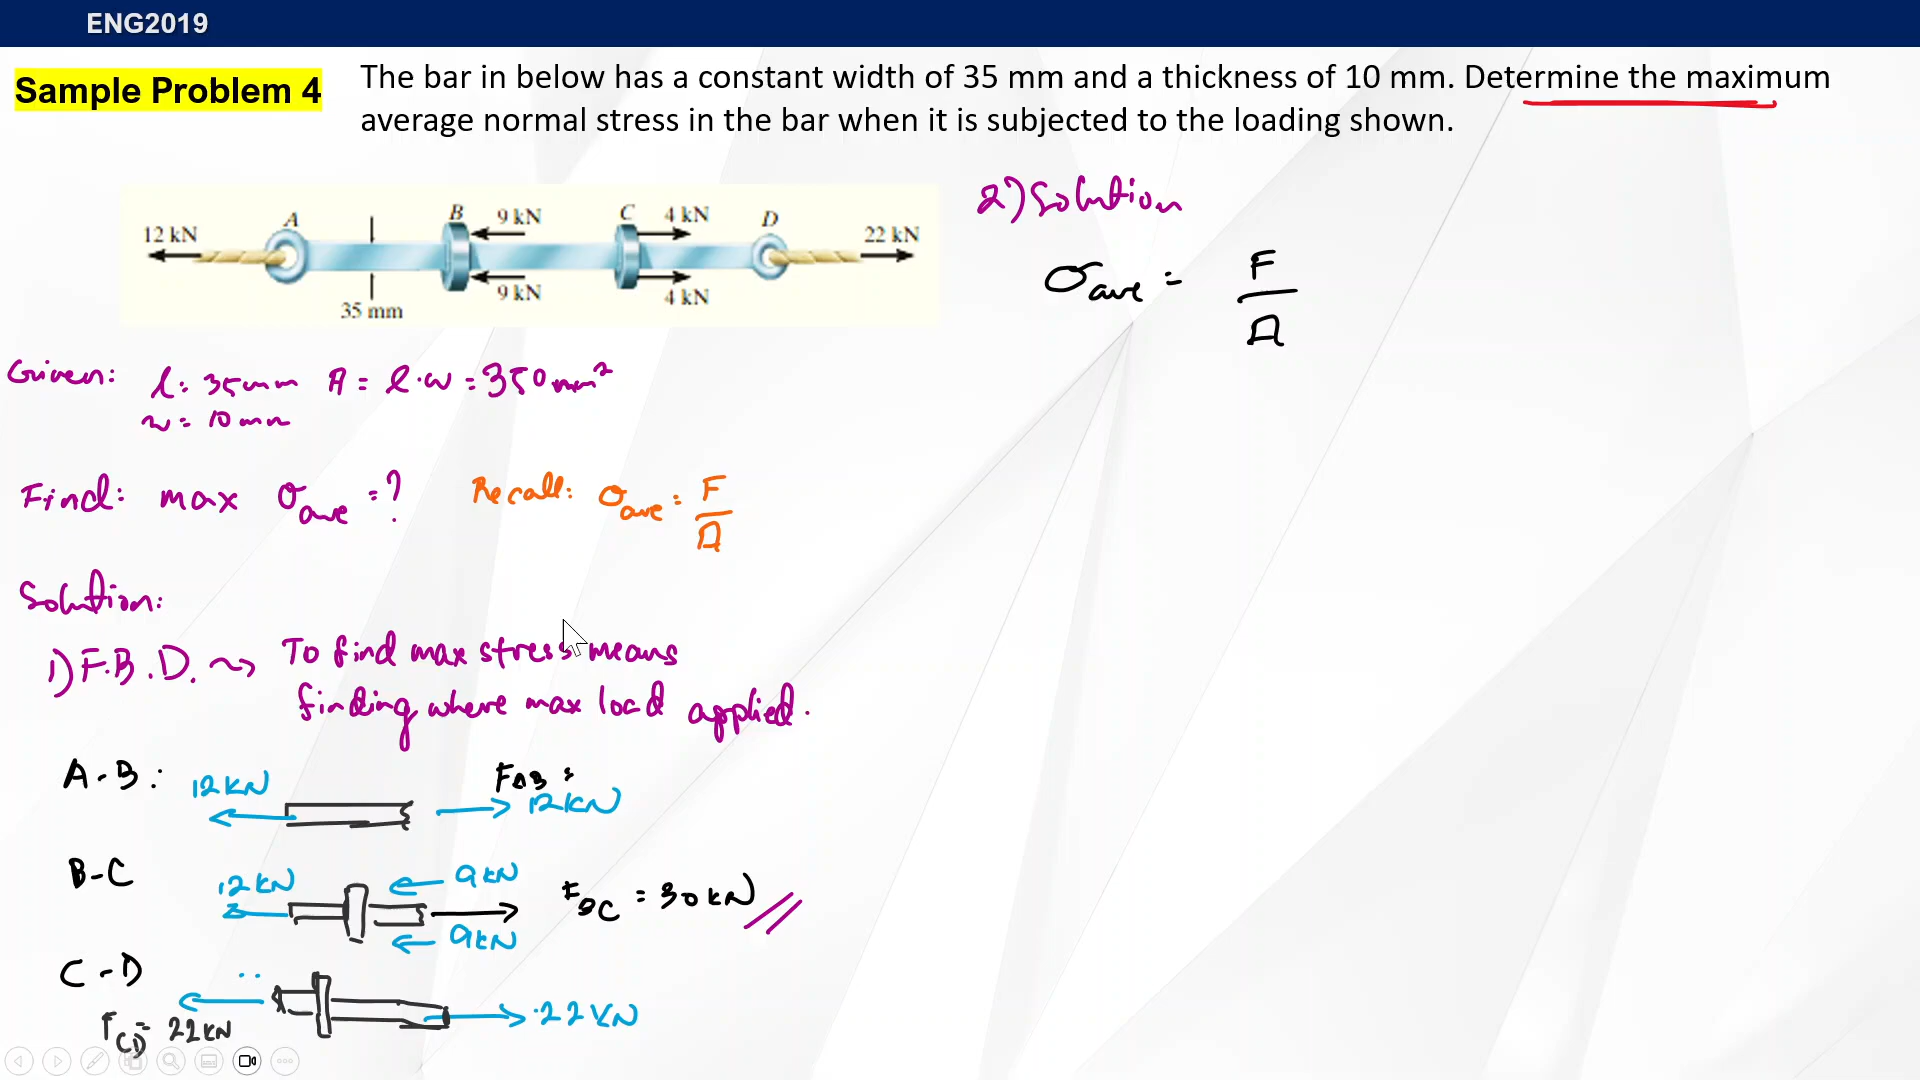 ENG2019
Sample Problem 4
The bar in below has a constant width of 35 mm and a thickness of 10 mm. Determine the maximum
average normal stress in the bar when it is subjected to the loading shown.
12 kN
A
B
9 kN
9 kN
C
4 kN
4 kN
D
22 kN
35 mm
Given: l = 35mm A = l·w = 350mm²
w = 10mm
Find: max σave = ?
Recall: σave = F/A
Solution:
1) F.B.D. ~> To find max stress means
finding where max load applied.
A-B: 12kN FAB =
12kN
B-C 12kN 9kN
9kN FBC = 30kN
C-D
FCD = 22kN 22kN
2) Solution
σave = F/A